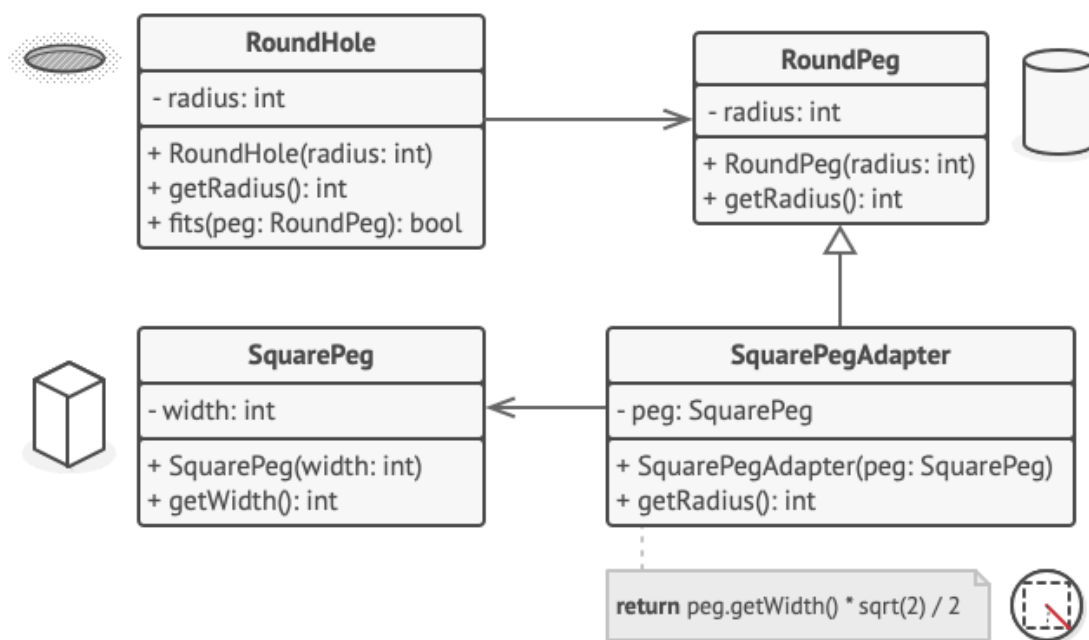 RoundHole
- radius: int
+ RoundHole(radius: int)
+ getRadius(): int
+ fits(peg: RoundPeg): bool
RoundPeg
- radius: int
+ RoundPeg(radius: int)
+ getRadius(): int
SquarePeg
- width: int
+ SquarePeg(width: int)
+ getWidth(): int
SquarePegAdapter
- peg: SquarePeg
+ SquarePegAdapter(peg: SquarePeg)
+ getRadius(): int
return peg.getWidth() * sqrt(2) / 2